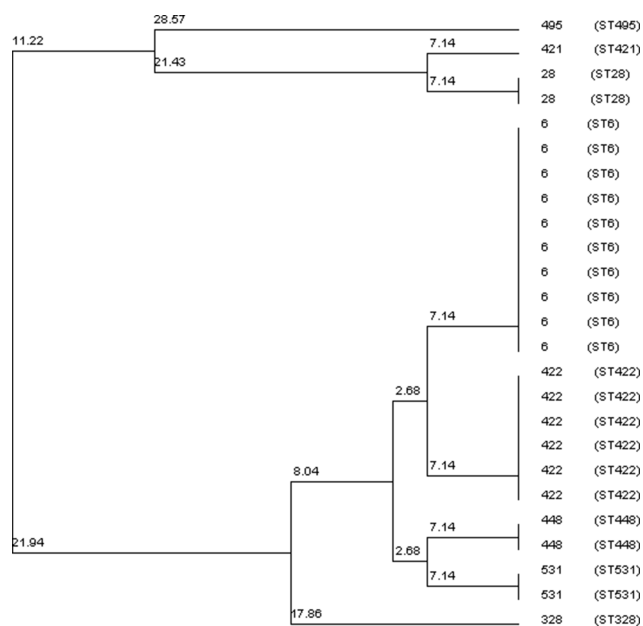 28.57
495 (ST495)
11.22
7.14
421 (ST421)
21.43
28 (ST28)
7.14
28 (ST28)
6 (ST6)
6 (ST6)
6 (ST6)
6 (ST6)
6 (ST6)
6 (ST6)
6 (ST6)
6 (ST6)
7.14
6 (ST6)
6 (ST6)
422 (ST422)
2.68
422 (ST422)
422 (ST422)
422 (ST422)
8.04
7.14
422 (ST422)
422 (ST422)
448 (ST448)
7.14
21.94
448 (ST448)
2.68
531 (ST531)
7.14
531 (ST531)
17.86
328 (ST328)